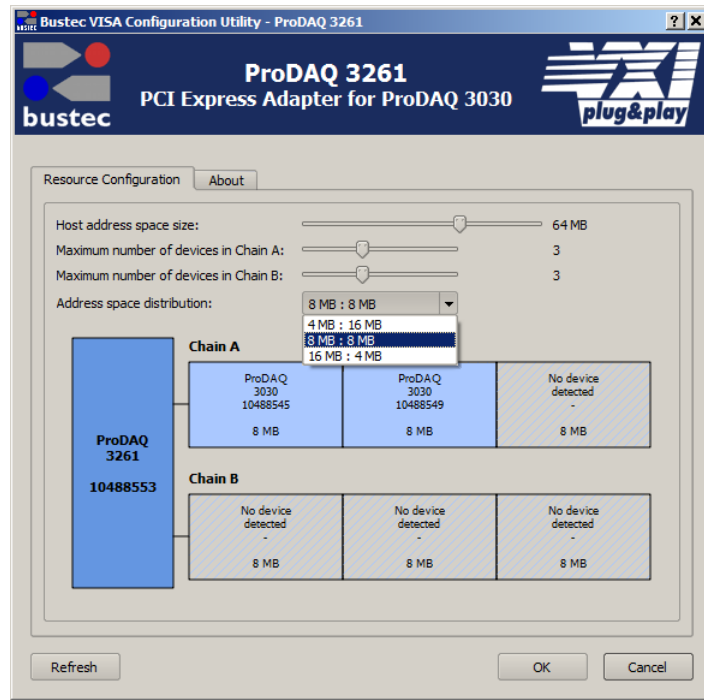 Bustec VISA Configuration Utility - ProDAQ 3261
BUSTEC
bustec
ProDAQ 3261
PCI Express Adapter for ProDAQ 3030
VXI
plug&play
Resource Configuration
About
Host address space size:
64 MB
Maximum number of devices in Chain A:
3
Maximum number of devices in Chain B:
3
Address space distribution:
8 MB : 8 MB
4 MB : 16 MB
8 MB : 8 MB
16 MB : 4 MB
ProDAQ
3261
10488553
Chain A
ProDAQ
3030
10488545
8 MB
ProDAQ
3030
10488549
8 MB
No device
detected
-
8 MB
Chain B
No device
detected
-
8 MB
No device
detected
-
8 MB
No device
detected
-
8 MB
Refresh
OK
Cancel